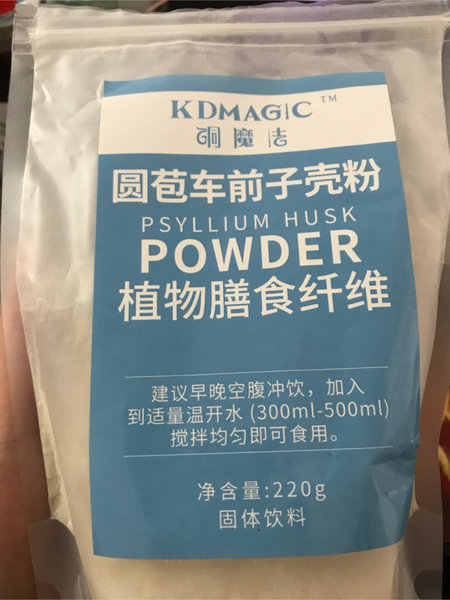 KDMAGIC™
酮魔法
圆苞车前子壳粉
PSYLLIUM HUSK
POWDER
植物膳食纤维
建议早晚空腹冲饮，加入
到适量温开水 (300ml-500ml)
搅拌均匀即可食用。
净含量:220g
固体饮料